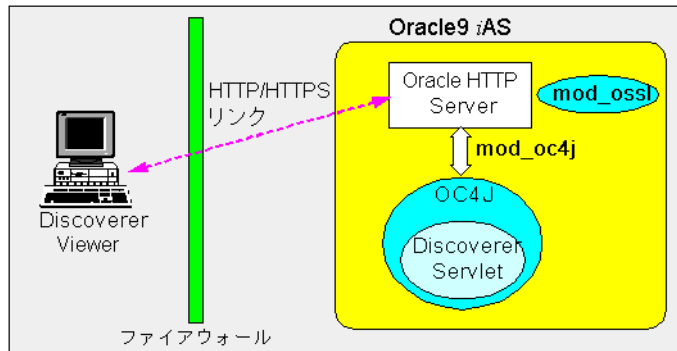 Oracle9 iAS
HTTP/HTTPS
リンク
Oracle HTTP
Server
mod_ossl
mod_oc4j
OC4J
Discoverer
Servlet
Discoverer
Viewer
ファイアウォール